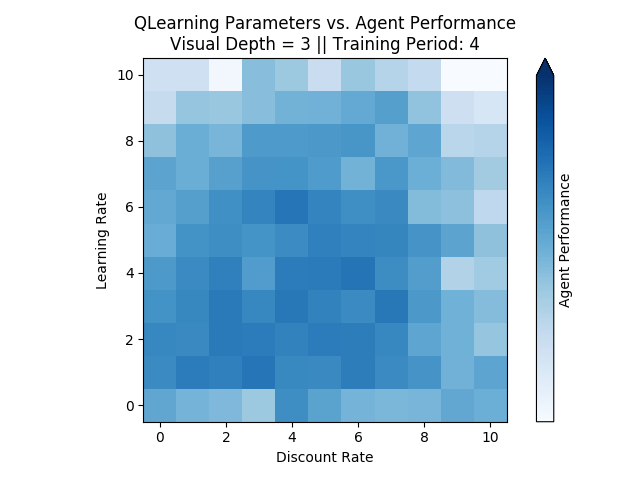 QLearning Parameters vs. Agent Performance
Visual Depth = 3 || Training Period: 4
10
8
6
4
2
0
Learning Rate
0 2 4 6 8 10
Discount Rate
Agent Performance